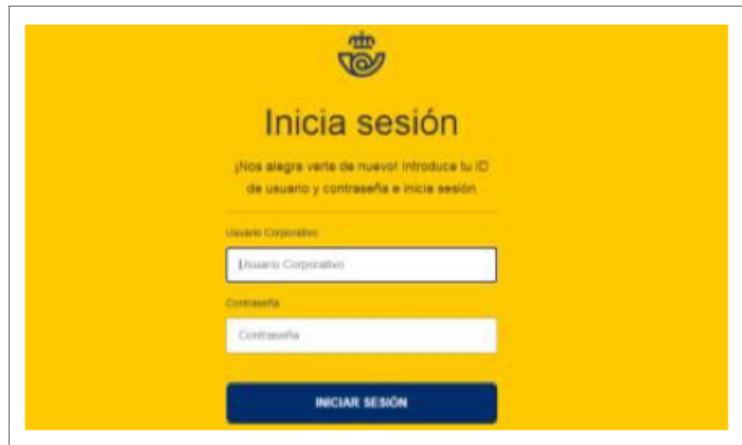 Inicia sesión
¡Nos alegra verte de nuevo! Introduce tu ID
de usuario y contraseña e inicia sesión
Usuario Corporativo
Usuario Corporativo
Contraseña
Contraseña
INICIAR SESIÓN